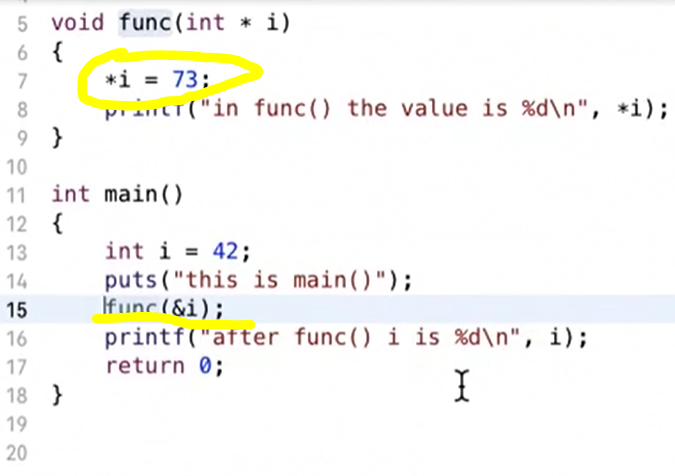 5 void func(int * i)
6 {
7 *i = 73;
8 printf("in func() the value is %d\n", *i);
9 }
10
11 int main()
12 {
13 int i = 42;
14 puts("this is main()");
15 func(&i);
16 printf("after func() i is %d\n", i);
17 return 0;
18 }
19
20